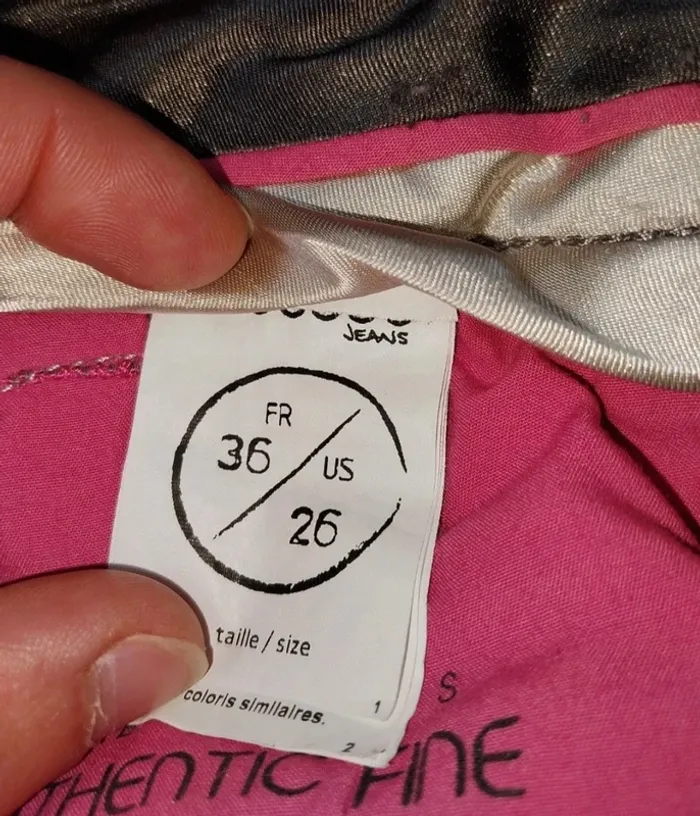 JEANS
FR
36
US
26
taille / size
coloris similaires.
1
S
2
THENTIC FINE